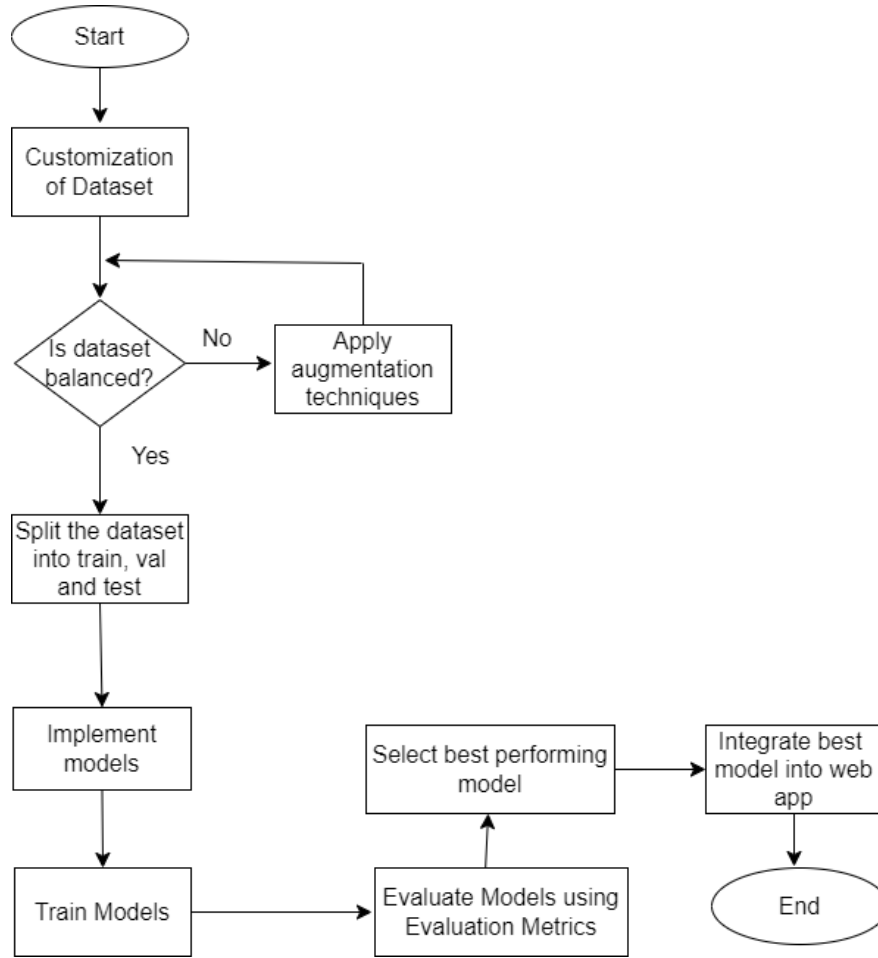 Start
Customization
of Dataset
Is dataset
balanced?
No
Apply
augmentation
techniques
Yes
Split the dataset
into train, val
and test
Implement
models
Train Models
Evaluate Models using
Evaluation Metrics
Select best performing
model
Integrate best
model into web
app
End